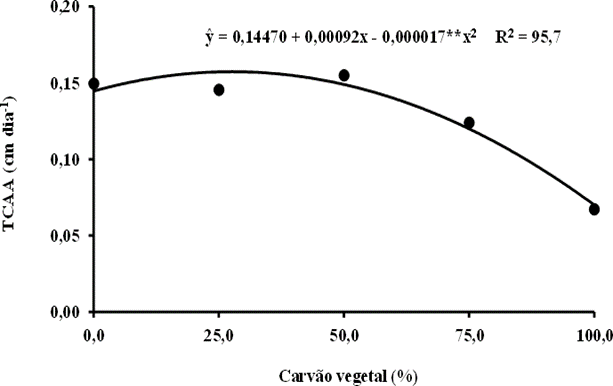 ŷ = 0,14470 + 0,00092x - 0,000017**x² R² = 95,7
0,20
0,15
0,10
0,05
0,00
TCAA (cm dia⁻¹)
0,0 25,0 50,0 75,0 100,0
Carvão vegetal (%)